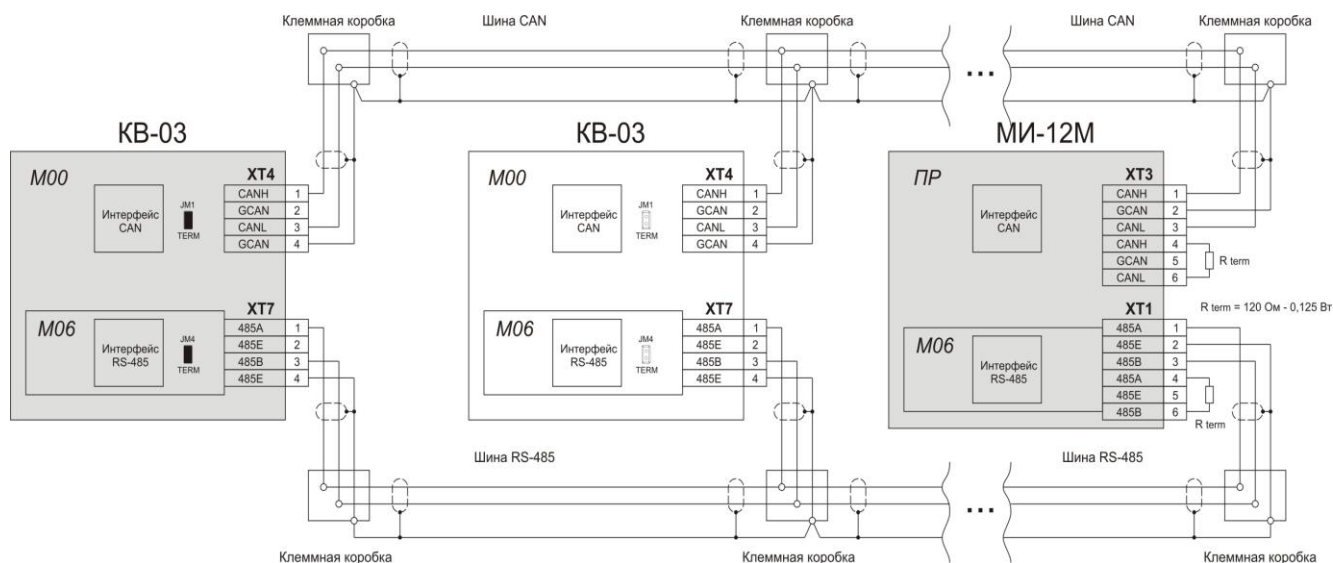 Клеммная коробка
Шина CAN
Клеммная коробка
Шина CAN
Клеммная коробка
...
КВ-03
КВ-03
МИ-12М
М00
Интерфейс
CAN
JM1
TERM
XT4
CANH 1
GCAN 2
CANL 3
GCAN 4
М06
Интерфейс
RS-485
JM4
TERM
XT7
485A 1
485E 2
485B 3
485E 4
М00
Интерфейс
CAN
JM1
TERM
XT4
CANH 1
GCAN 2
CANL 3
GCAN 4
М06
Интерфейс
RS-485
JM4
TERM
XT7
485A 1
485E 2
485B 3
485E 4
ПР
Интерфейс
CAN
XT3
CANH 1
GCAN 2
CANL 3
CANH 4
GCAN 5
CANL 6
R term
R term = 120 Ом - 0,125 Вт
М06
Интерфейс
RS-485
XT1
485A 1
485E 2
485B 3
485A 4
485E 5
485B 6
R term
Шина RS-485
Шина RS-485
...
Клеммная коробка
Клеммная коробка
Клеммная коробка